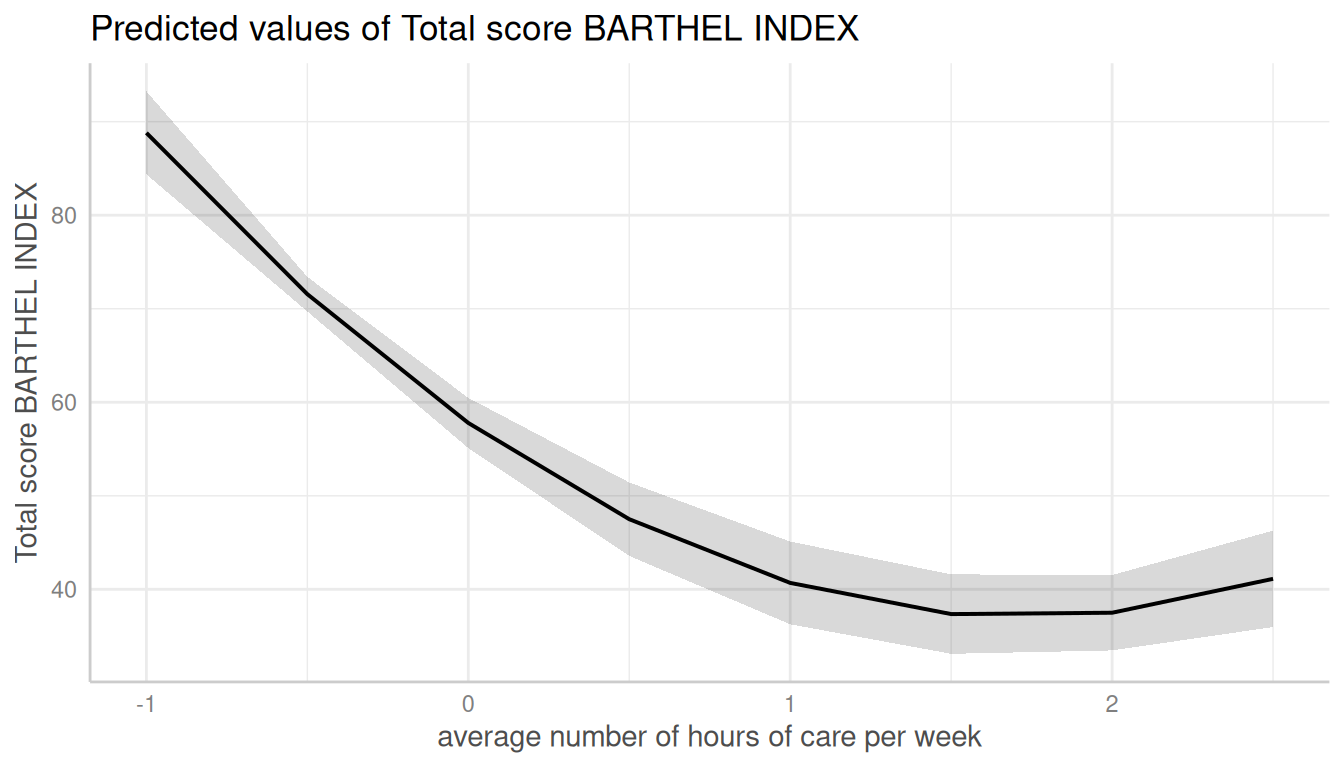 Predicted values of Total score BARTHEL INDEX
Total score BARTHEL INDEX
80
60
40
-1
0
1
2
average number of hours of care per week